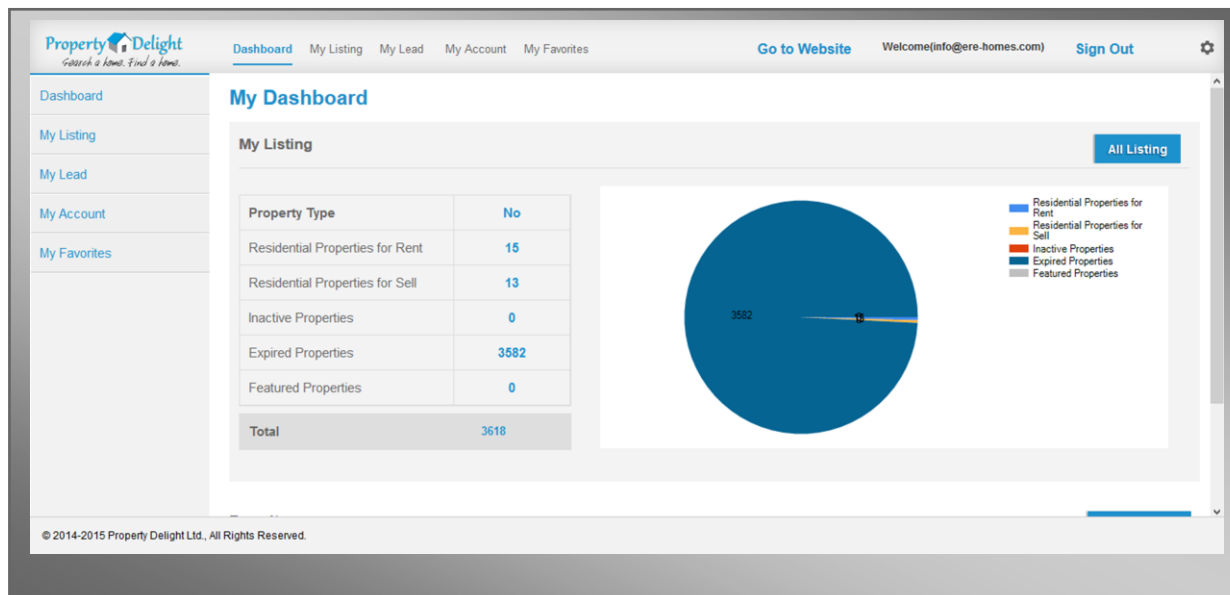 Property Delight
Search a home. Find a home.
Dashboard My Listing My Lead My Account My Favorites Go to Website Welcome(info@ere-homes.com) Sign Out
Dashboard
My Listing
My Lead
My Account
My Favorites
My Dashboard
My Listing All Listing
Property Type No
Residential Properties for Rent 15
Residential Properties for Sell 13
Inactive Properties 0
Expired Properties 3582
Featured Properties 0
Total 3618
3582
Residential Properties for
Rent
Residential Properties for
Sell
Inactive Properties
Expired Properties
Featured Properties
© 2014-2015 Property Delight Ltd., All Rights Reserved.